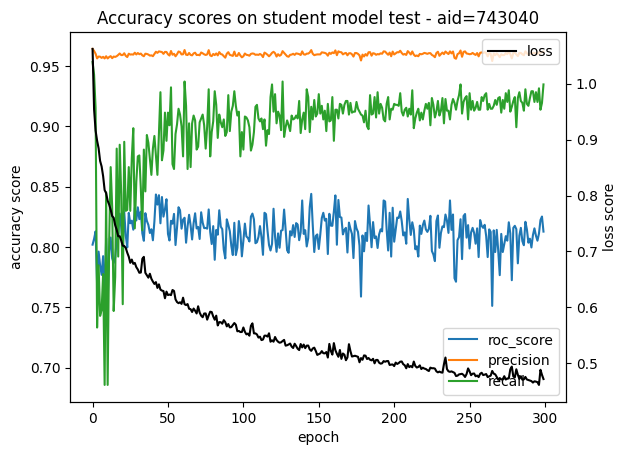 Accuracy scores on student model test - aid=743040
loss
0.95
0.90
0.85
0.80
0.75
0.70
accuracy score
1.0
0.9
0.8
0.7
0.6
0.5
loss score
roc_score
precision
recall
0
50
100
150
200
250
300
epoch